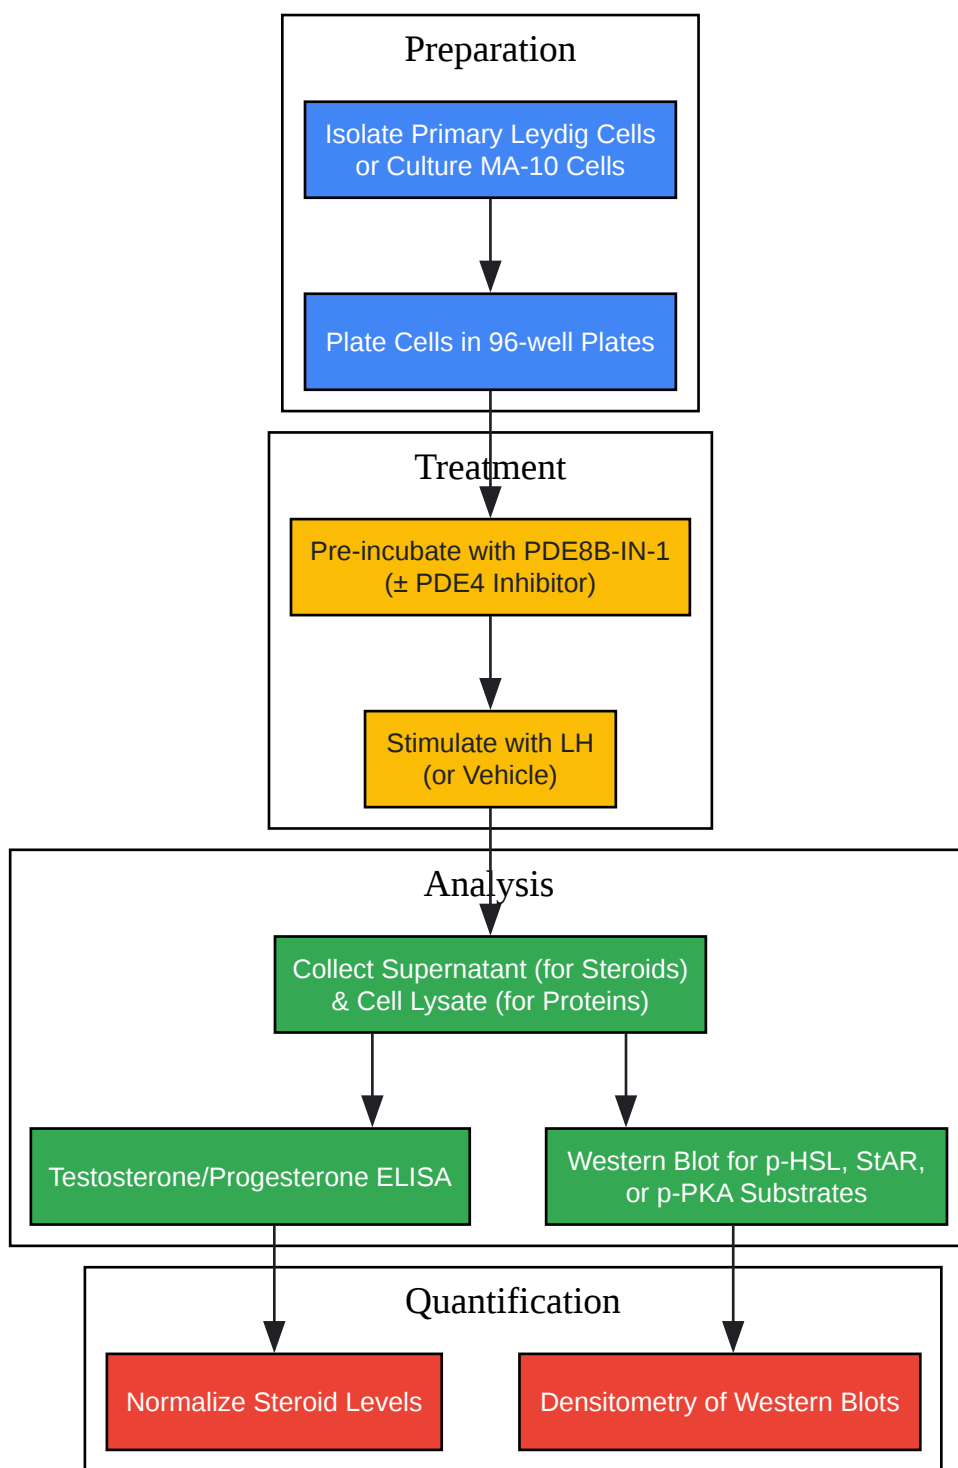 Preparation
Isolate Primary Leydig Cells
or Culture MA-10 Cells
Plate Cells in 96-well Plates
Treatment
Pre-incubate with PDE8B-IN-1
(± PDE4 Inhibitor)
Stimulate with LH
(or Vehicle)
Analysis
Collect Supernatant (for Steroids)
& Cell Lysate (for Proteins)
Testosterone/Progesterone ELISA
Western Blot for p-HSL, StAR,
or p-PKA Substrates
Quantification
Normalize Steroid Levels
Densitometry of Western Blots